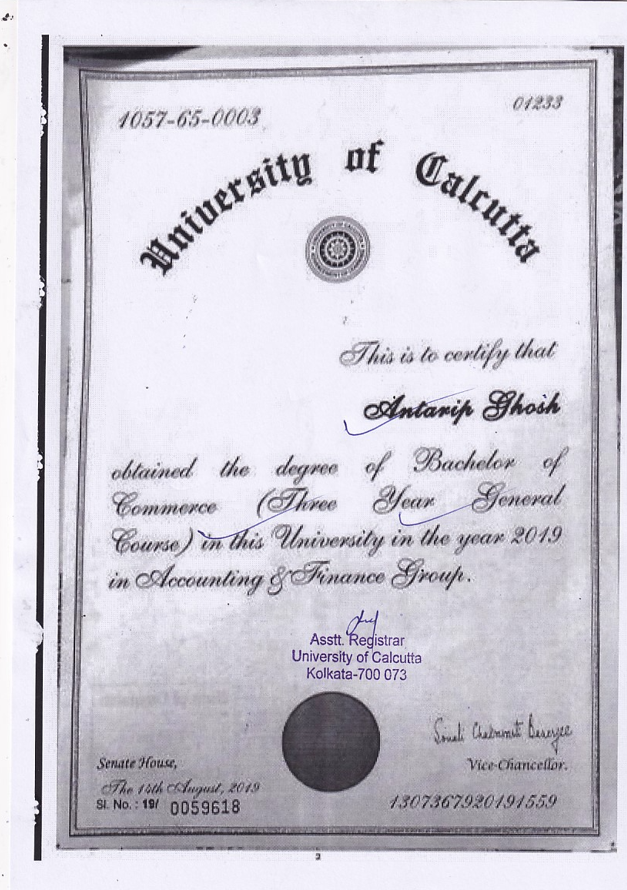 1057-65-0003
01233
University of Calcutta
This is to certify that
Antarip Ghosh
obtained the degree of Bachelor of
Commerce (Three Year General
Course) in this University in the year 2019
in Accounting & Finance Group.
Asstt. Registrar
University of Calcutta
Kolkata-700 073
Senate House,
Vice-Chancellor.
The 14th August, 2019
Sl. No. : 19/ 0059618
1307367920191559